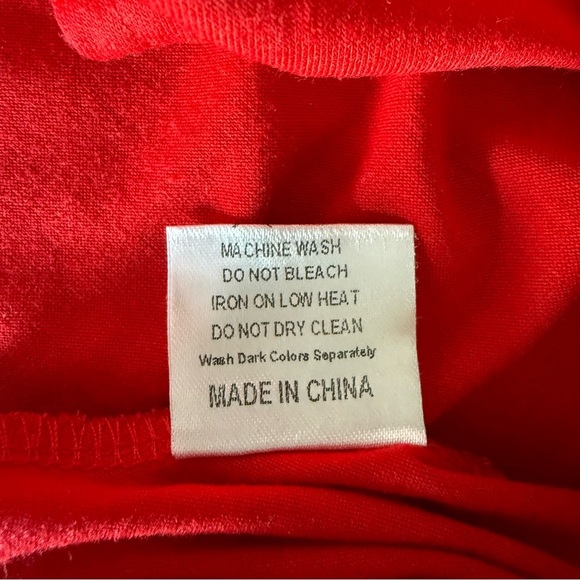 MACHINE WASH
DO NOT BLEACH
IRON ON LOW HEAT
DO NOT DRY CLEAN
Wash Dark Colors Separately
MADE IN CHINA